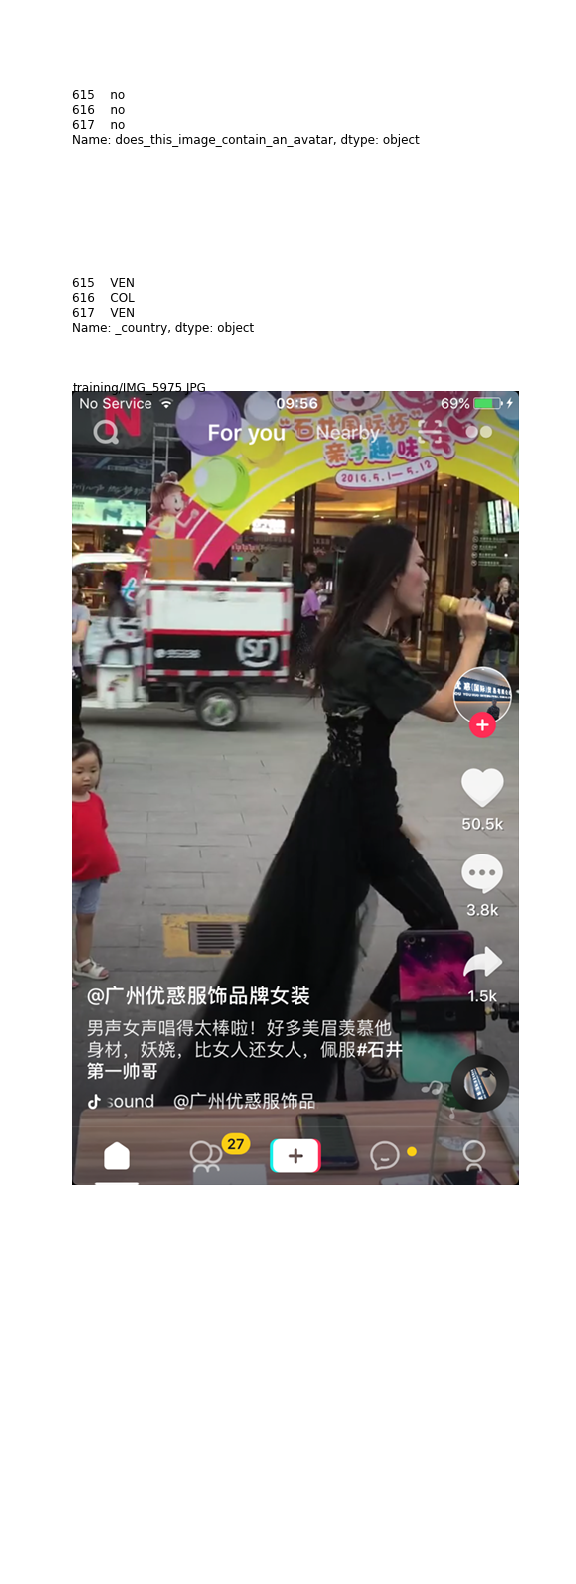 615    no
616    no
617    no
Name: does_this_image_contain_an_avatar, dtype: object
615    VEN
616    COL
617    VEN
Name: _country, dtype: object
training/IMG_5975.JPG
No Service 09:56 69%
For you Nearby
亲子趣味
2019.5.1—5.12
SF
50.5k
3.8k
1.5k
@广州优惑服饰品牌女装
男声女声唱得太棒啦！好多美眉羡慕他
身材，妖娆，比女人还女人，佩服#石井
第一帅哥
sound @广州优惑服饰品
27